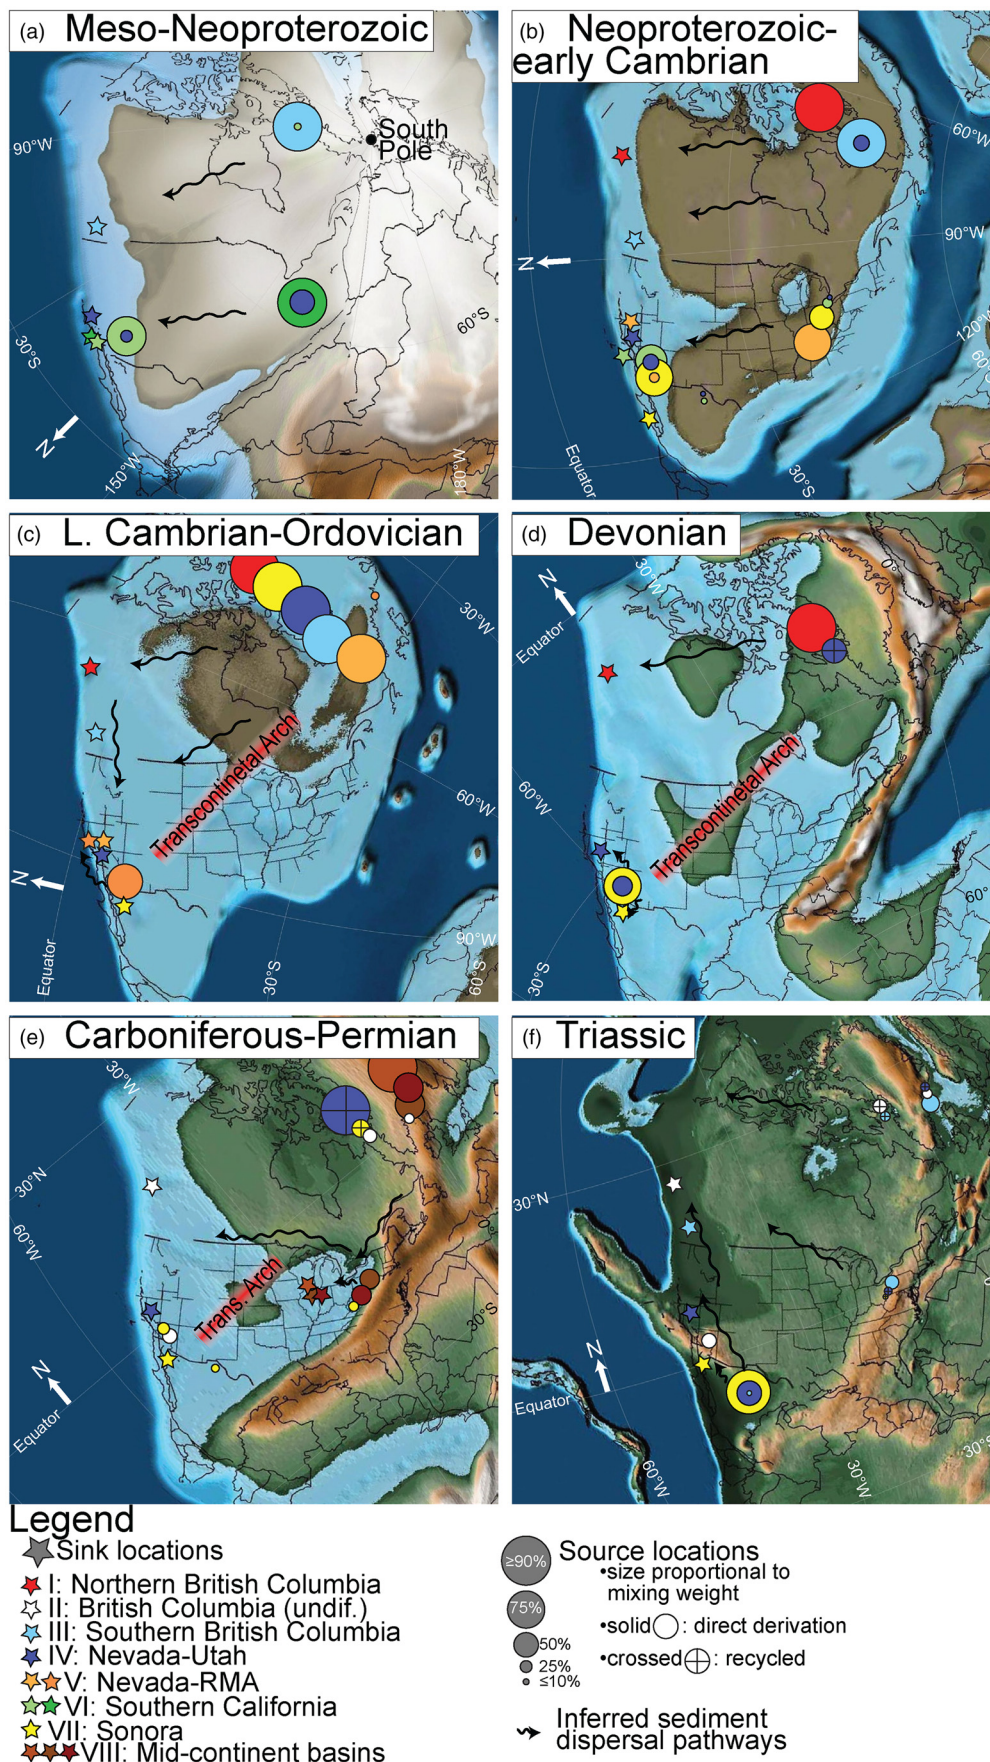 (a) Meso-Neoproterozoic
90°W
South
Pole
60°S
30°S
N
150°W
180°W
(b) Neoproterozoic-
early Cambrian
60°W
90°W
N
120°W
60°S
Equator
30°S
(c) L. Cambrian-Ordovician
30°W
Transcontinetal Arch
60°W
N
90°W
Equator
30°S
60°S
(d) Devonian
N
30°W
0°
Equator
60°W
Transcontinetal Arch
60°
30°S
(e) Carboniferous-Permian
30°W
30°N
60°W
0°
Trans. Arch
30°S
N
Equator
(f) Triassic
30°N
N
Equator
60°W
30°W
30°S
Legend
Sink locations
I: Northern British Columbia
II: British Columbia (undif.)
III: Southern British Columbia
IV: Nevada-Utah
V: Nevada-RMA
VI: Southern California
VII: Sonora
VIII: Mid-continent basins
≥90%
75%
50%
25%
≤10%
Source locations
•size proportional to
mixing weight
•solid : direct derivation
•crossed : recycled
Inferred sediment
dispersal pathways